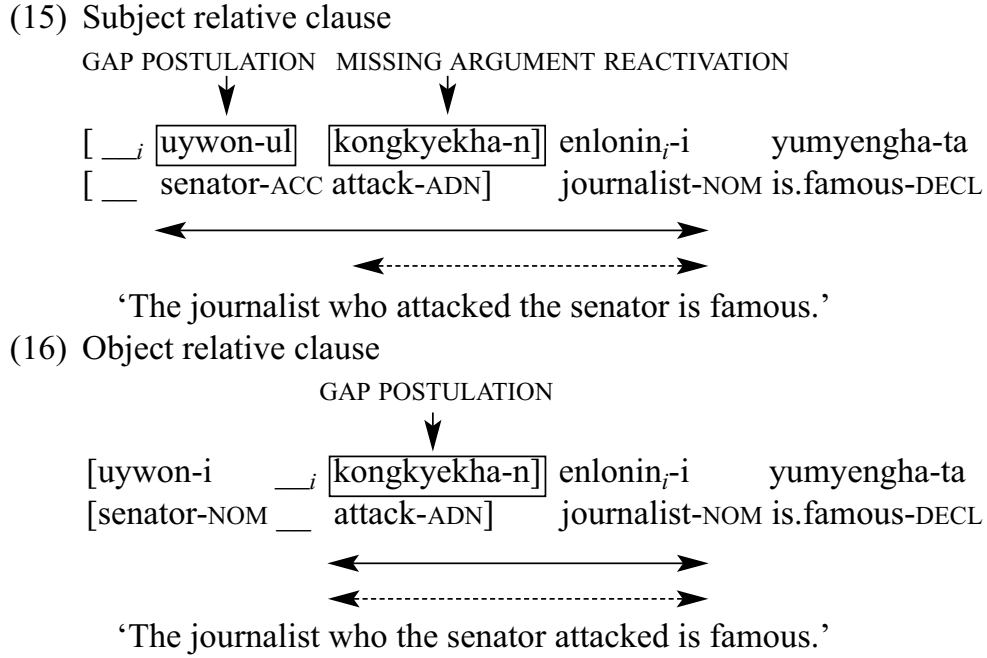 (15) Subject relative clause
GAP POSTULATION MISSING ARGUMENT REACTIVATION
[ __i uywon-ul kongkyekha-n] enlonini-i yumyengha-ta
[ __ senator-ACC attack-ADN] journalist-NOM is.famous-DECL
‘The journalist who attacked the senator is famous.’
(16) Object relative clause
GAP POSTULATION
[uywon-i __i kongkyekha-n] enlonini-i yumyengha-ta
[senator-NOM __ attack-ADN] journalist-NOM is.famous-DECL
‘The journalist who the senator attacked is famous.’